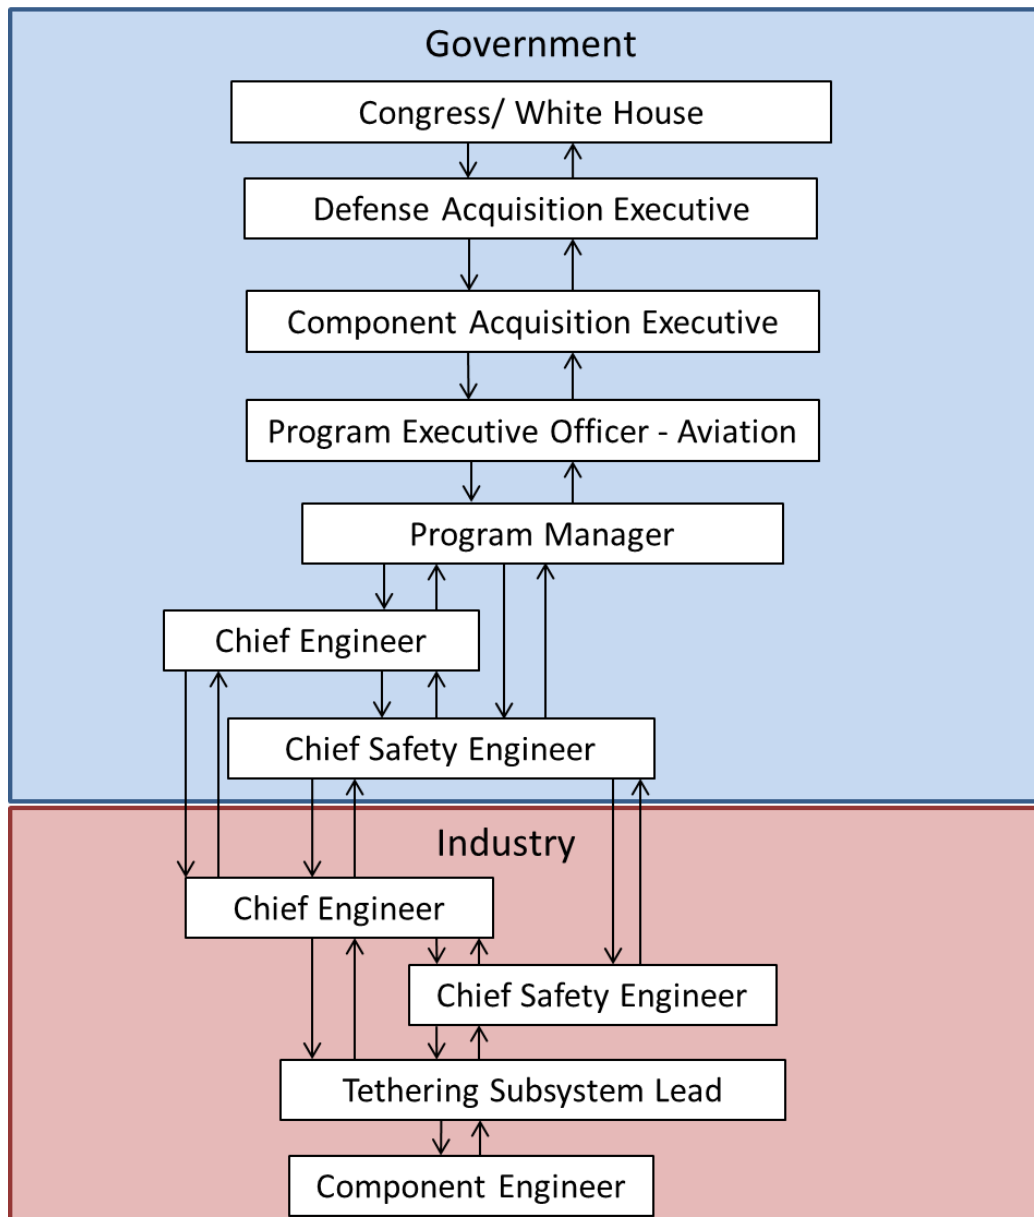 Government
Congress/ White House
Defense Acquisition Executive
Component Acquisition Executive
Program Executive Officer - Aviation
Program Manager
Chief Engineer
Chief Safety Engineer
Industry
Chief Engineer
Chief Safety Engineer
Tethering Subsystem Lead
Component Engineer